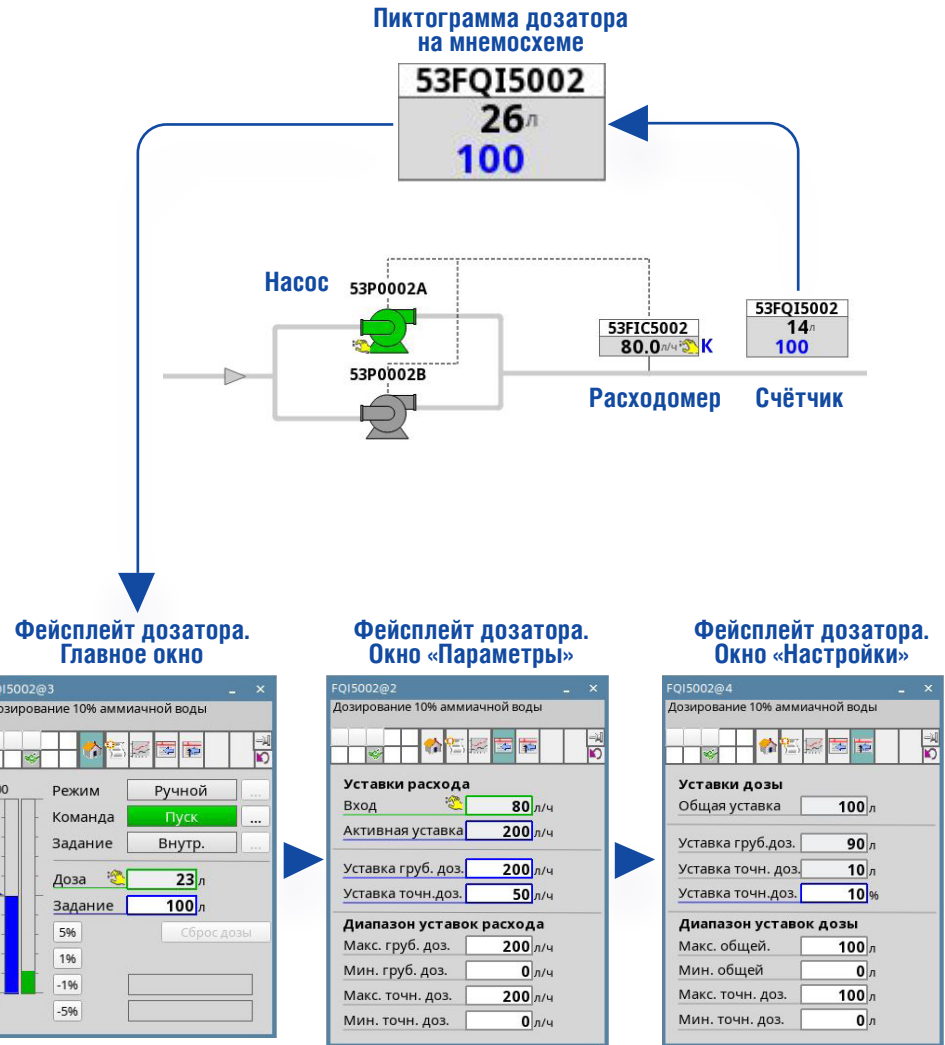 Пиктограмма дозатора
на мнемосхеме
53FQI5002
26л
100
Насос
53P0002A
53P0002B
53FIC5002
80.0л/ч К
Расходомер
53FQI5002
14л
100
Счётчик
Фейсплейт дозатора.
Главное окно
QI5002@3
озирование 10% аммиачной воды
00
Режим Ручной ...
Команда Пуск ...
Задание Внутр. ...
Доза 23 л
Задание 100 л
5% Сброс дозы
1%
-1%
-5%
Фейсплейт дозатора.
Окно «Параметры»
FQI5002@2
Дозирование 10% аммиачной воды
Уставки расхода
Вход 80 л/ч
Активная уставка 200 л/ч
Уставка груб. доз. 200 л/ч
Уставка точн.доз. 50 л/ч
Диапазон уставок расхода
Макс. груб. доз. 200 л/ч
Мин. груб. доз. 0 л/ч
Макс. точн. доз. 200 л/ч
Мин. точн. доз. 0 л/ч
Фейсплейт дозатора.
Окно «Настройки»
FQI5002@4
Дозирование 10% аммиачной воды
Уставки дозы
Общая уставка 100 л
Уставка груб.доз. 90 л
Уставка точн. доз. 10 л
Уставка точн.доз. 10 %
Диапазон уставок дозы
Макс. общей. 100 л
Мин. общей 0 л
Макс. точн. доз. 100 л
Мин. точн. доз. 0 л